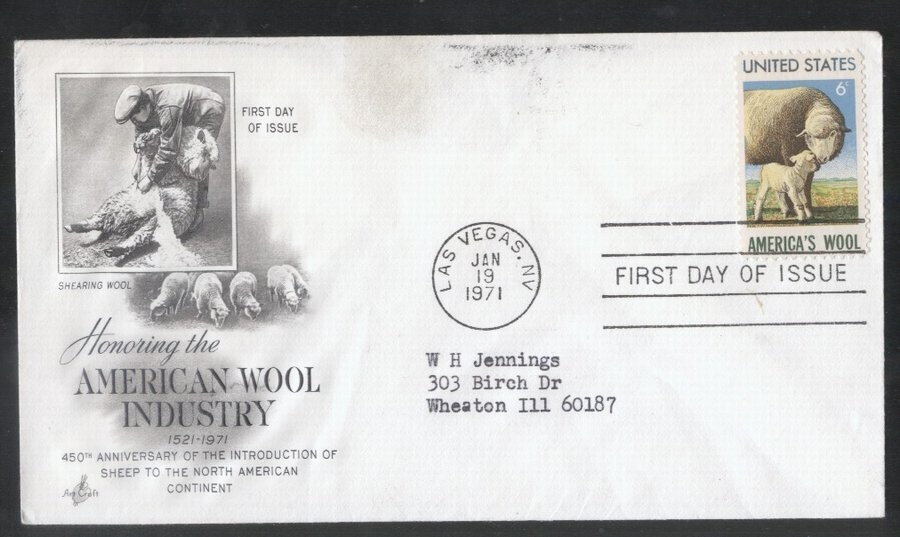 FIRST DAY
OF ISSUE
SHEARING WOOL
Honoring the
AMERICAN WOOL
INDUSTRY
1521-1971
450TH ANNIVERSARY OF THE INTRODUCTION OF
SHEEP TO THE NORTH AMERICAN
CONTINENT
Art Craft
UNITED STATES
6c
AMERICA'S WOOL
LAS VEGAS, NV
JAN
19
1971
FIRST DAY OF ISSUE
W H Jennings
303 Birch Dr
Wheaton Ill 60187